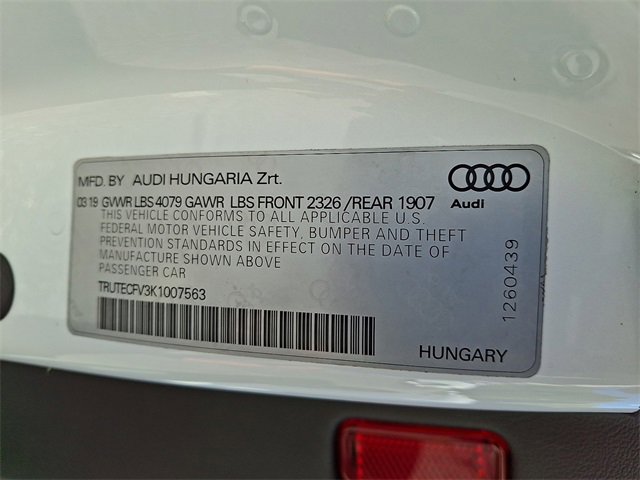 MFD. BY AUDI HUNGARIA Zrt.
03 19 GVWR LBS 4079 GAWR LBS FRONT 2326 /REAR 1907
THIS VEHICLE CONFORMS TO ALL APPLICABLE U.S.
FEDERAL MOTOR VEHICLE SAFETY, BUMPER AND THEFT
PREVENTION STANDARDS IN EFFECT ON THE DATE OF
MANUFACTURE SHOWN ABOVE
PASSENGER CAR
TRUTECFV3K1007563
HUNGARY
Audi
1260439